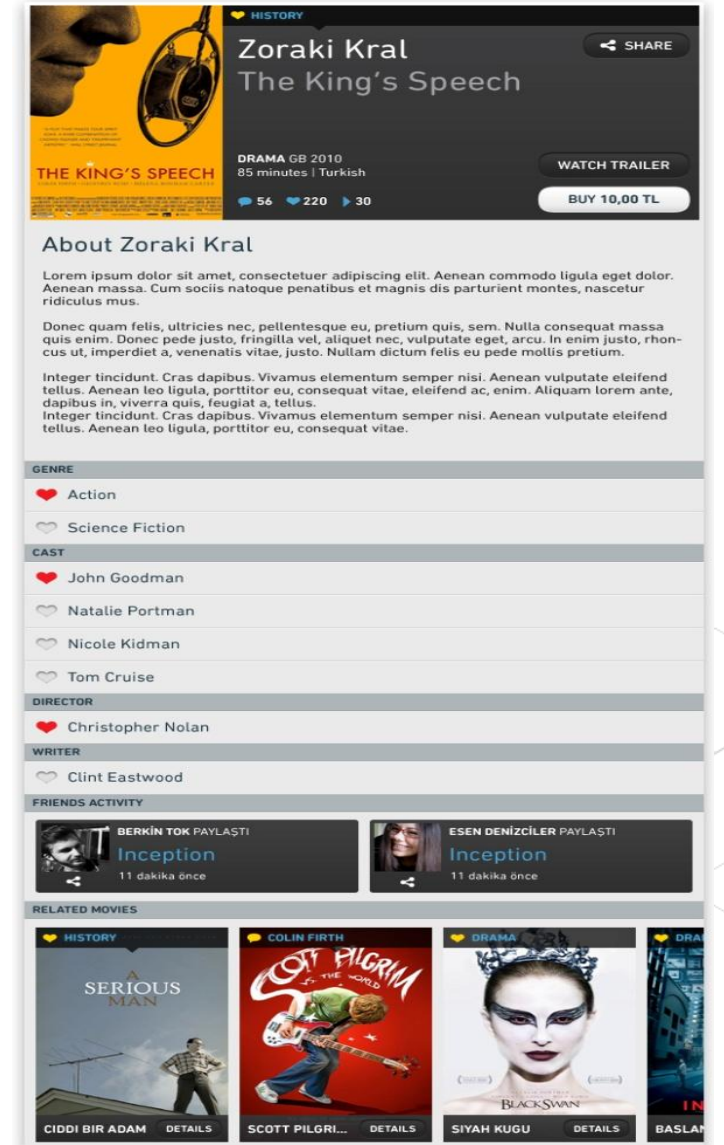 HISTORY
Zoraki Kral
SHARE
The King's Speech
THE KING'S SPEECH
DRAMA GB 2010
85 minutes | Turkish
WATCH TRAILER
56 220 30
BUY 10,00 TL
About Zoraki Kral
Lorem ipsum dolor sit amet, consectetuer adipiscing elit. Aenean commodo ligula eget dolor.
Aenean massa. Cum sociis natoque penatibus et magnis dis parturient montes, nascetur
ridiculus mus.
Donec quam felis, ultricies nec, pellentesque eu, pretium quis, sem. Nulla consequat massa
quis enim. Donec pede justo, fringilla vel, aliquet nec, vulputate eget, arcu. In enim justo, rhon-
cus ut, imperdiet a, venenatis vitae, justo. Nullam dictum felis eu pede mollis pretium.
Integer tincidunt. Cras dapibus. Vivamus elementum semper nisi. Aenean vulputate eleifend
tellus. Aenean leo ligula, porttitor eu, consequat vitae, eleifend ac, enim. Aliquam lorem ante,
dapibus in, viverra quis, feugiat a, tellus.
Integer tincidunt. Cras dapibus. Vivamus elementum semper nisi. Aenean vulputate eleifend
tellus. Aenean leo ligula, porttitor eu, consequat vitae.
GENRE
Action
Science Fiction
CAST
John Goodman
Natalie Portman
Nicole Kidman
Tom Cruise
DIRECTOR
Christopher Nolan
WRITER
Clint Eastwood
FRIENDS ACTIVITY
BERKİN TOK PAYLAŞTI
Inception
11 dakika önce
ESEN DENİZCİLER PAYLAŞTI
Inception
11 dakika önce
RELATED MOVIES
HISTORY
A
SERIOUS
MAN
CIDDI BIR ADAM DETAILS
COLIN FIRTH
SCOTT PILGRIM
VS. THE WORLD
SCOTT PILGRI... DETAILS
DRAMA
BLACK SWAN
SIYAH KUGU DETAILS
DRA
IN
BASLAN